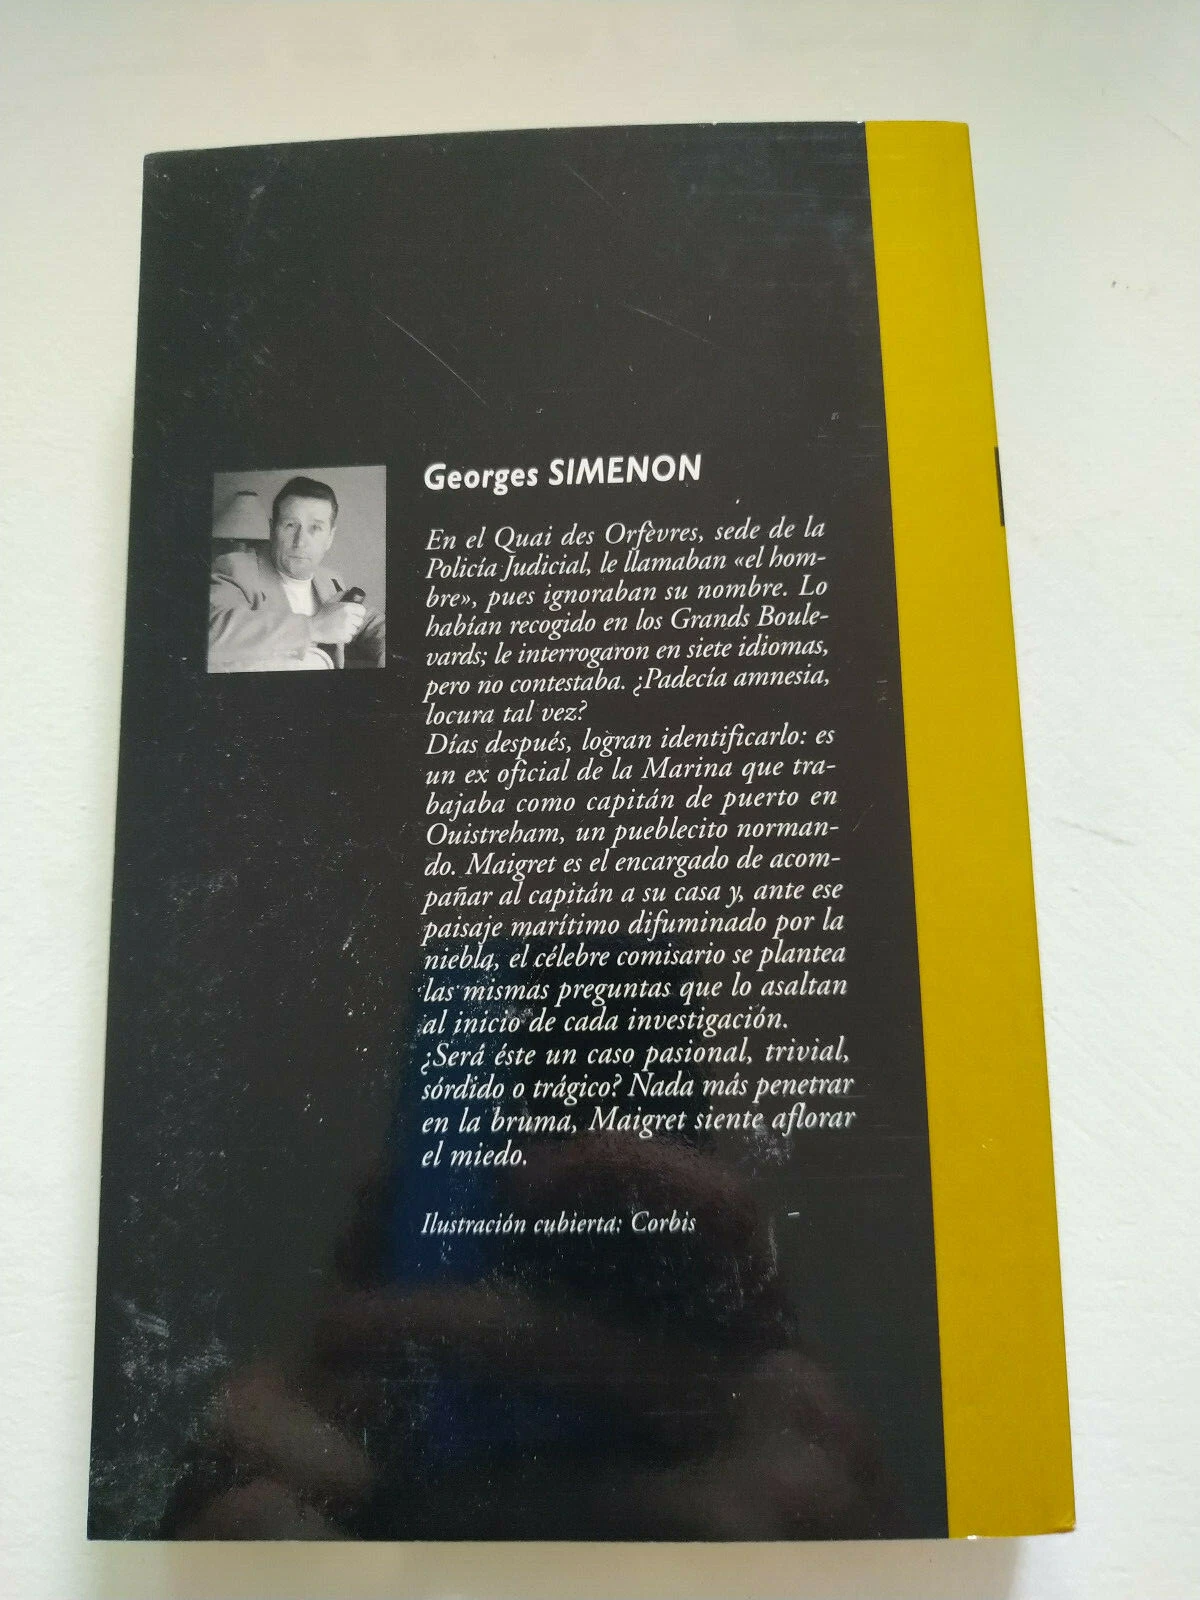 Georges SIMENON
En el Quai des Orfèvres, sede de la
Policía Judicial, le llamaban «el hom-
bre», pues ignoraban su nombre. Lo
habían recogido en los Grands Boule-
vards; le interrogaron en siete idiomas,
pero no contestaba. ¿Padecía amnesia,
locura tal vez?
Días después, logran identificarlo: es
un ex oficial de la Marina que tra-
bajaba como capitán de puerto en
Ouistreham, un pueblecito norman-
do. Maigret es el encargado de acom-
pañar al capitán a su casa y, ante ese
paisaje marítimo difuminado por la
niebla, el célebre comisario se plantea
las mismas preguntas que lo asaltan
al inicio de cada investigación.
¿Será éste un caso pasional, trivial,
sórdido o trágico? Nada más penetrar
en la bruma, Maigret siente aflorar
el miedo.
Ilustración cubierta: Corbis